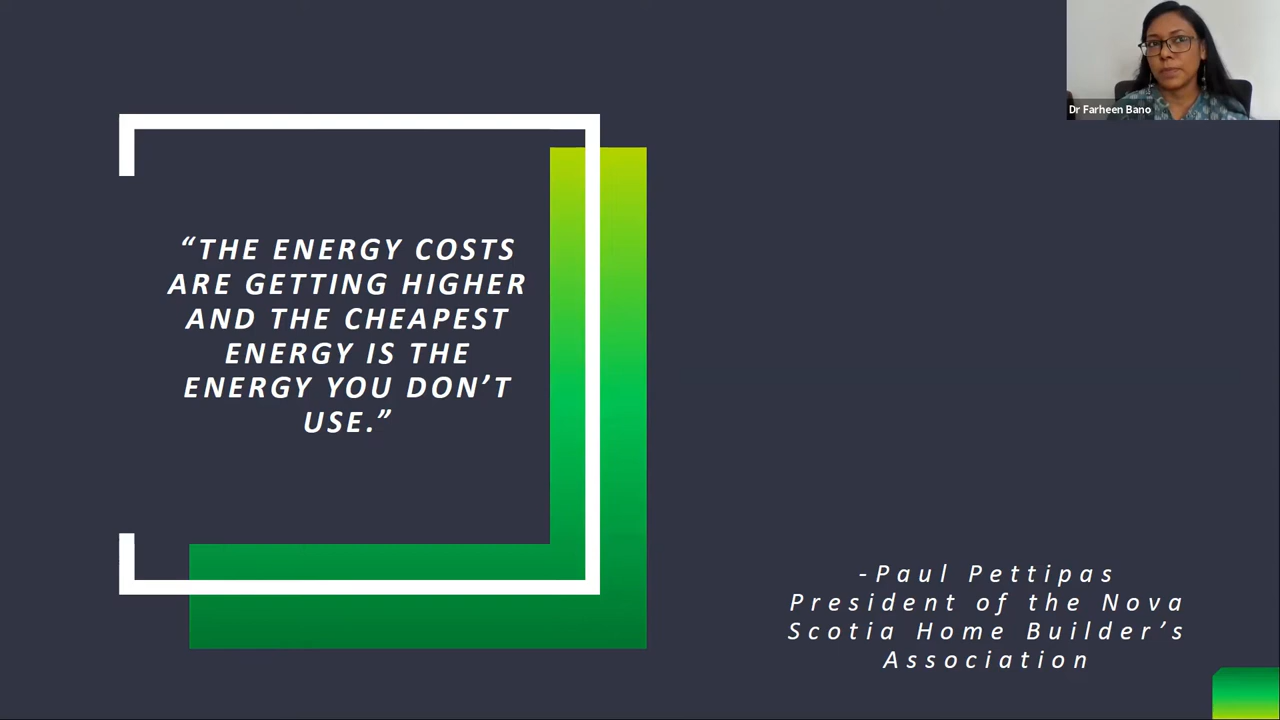 Dr Farheen Bano
“THE ENERGY COSTS
ARE GETTING HIGHER
AND THE CHEAPEST
ENERGY IS THE
ENERGY YOU DON’T
USE.”
-Paul Pettipas
President of the Nova
Scotia Home Builder’s
Association